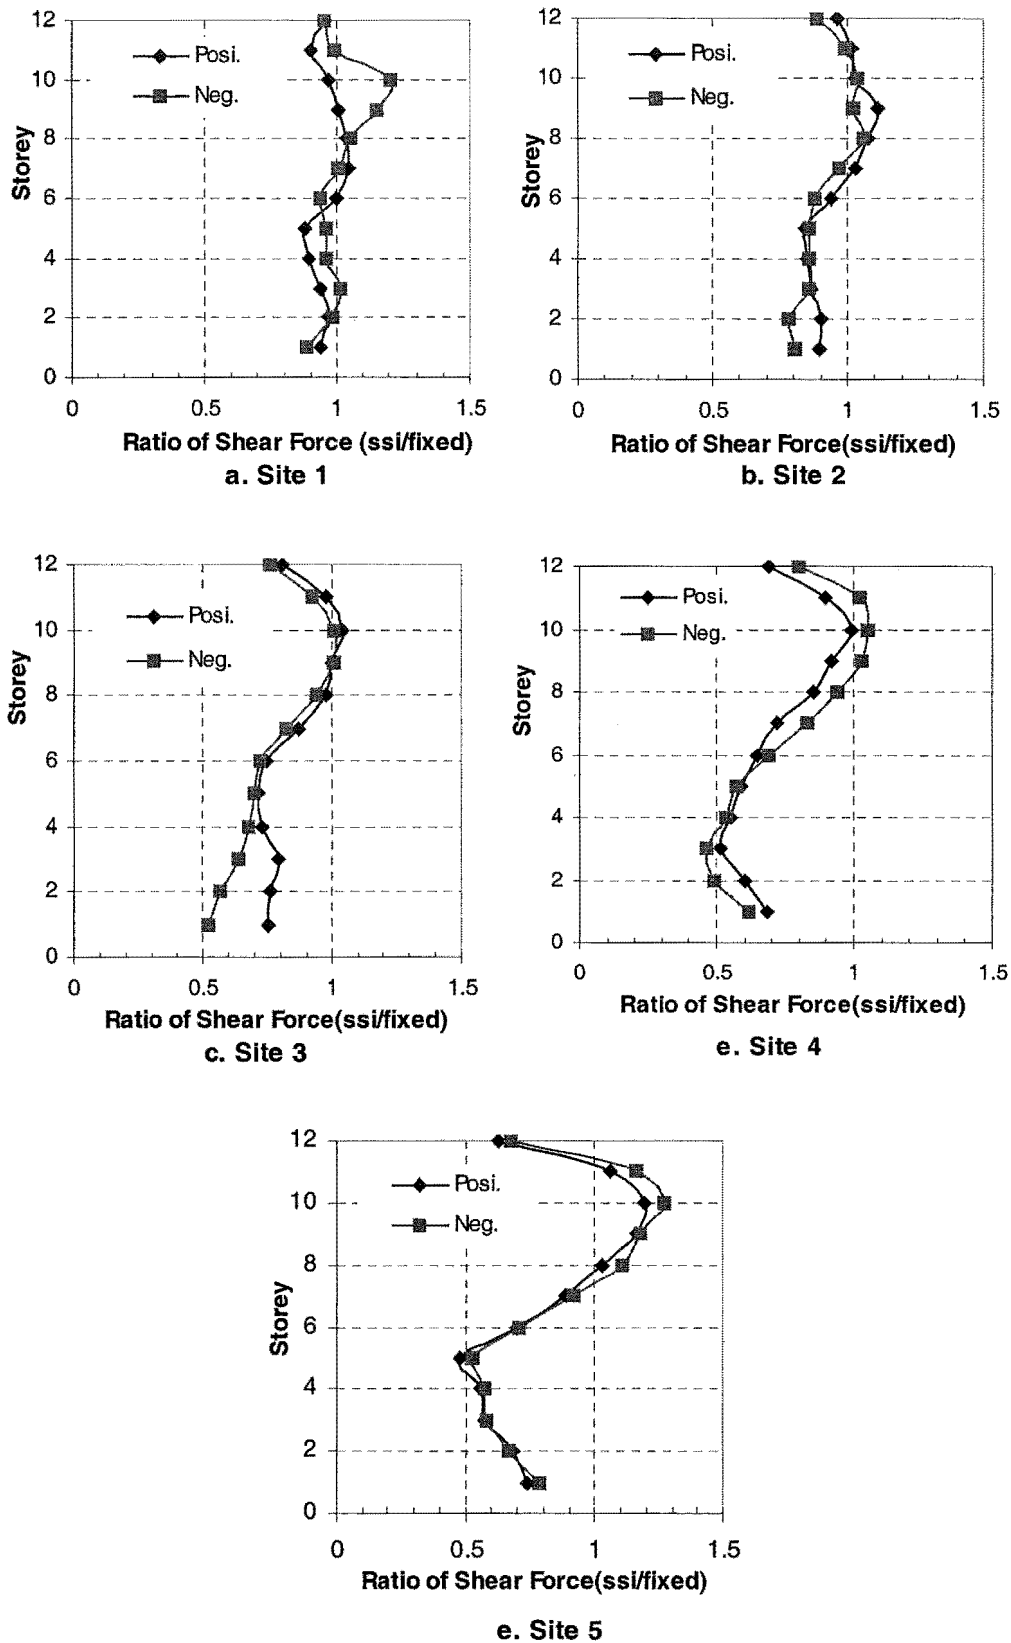 12
10
8
6
4
2
0
Storey
Posi.
Neg.
0 0.5 1 1.5
Ratio of Shear Force (ssi/fixed)
a. Site 1
12
10
8
6
4
2
0
Storey
Posi.
Neg.
0 0.5 1 1.5
Ratio of Shear Force(ssi/fixed)
b. Site 2
12
10
8
6
4
2
0
Storey
Posi.
Neg.
0 0.5 1 1.5
Ratio of Shear Force(ssi/fixed)
c. Site 3
12
10
8
6
4
2
0
Storey
Posi.
Neg.
0 0.5 1 1.5
Ratio of Shear Force(ssi/fixed)
e. Site 4
12
10
8
6
4
2
0
Storey
Posi.
Neg.
0 0.5 1 1.5
Ratio of Shear Force(ssi/fixed)
e. Site 5